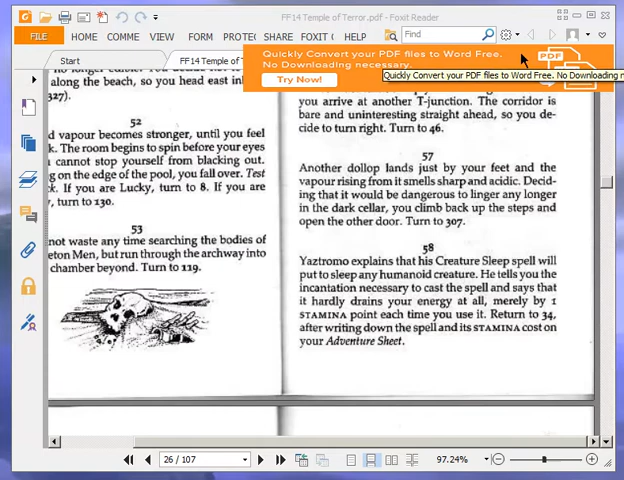 FF14 Temple of Terror.pdf - Foxit Reader
FILE HOME COMME VIEW FORM PROTE SHARE FOXIT C HELP Find
Start FF14 Temple of
Quickly Convert your PDF files to Word Free.
No Downloading necessary.
Try Now!
PDF
Quickly Convert your PDF files to Word Free. No Downloading n
along the beach, so you head east inl
327).
52
d vapour becomes stronger, until you feel
k. The room begins to spin before your eyes
cannot stop yourself from blacking out.
g on the edge of the pool, you fall over. Test
k. If you are Lucky, turn to 8. If you are
, turn to 130.
53
not waste any time searching the bodies of
eton Men, but run through the archway into
chamber beyond. Turn to 119.
you arrive at another T-junction. The corridor is
bare and uninteresting straight ahead, so you de-
cide to turn right. Turn to 46.
57
Another dollop lands just by your feet and the
vapour rising from it smells sharp and acidic. Decid-
ing that it would be dangerous to linger any longer
in the dark cellar, you climb back up the steps and
open the other door. Turn to 307.
58
Yaztromo explains that his Creature Sleep spell will
put to sleep any humanoid creature. He tells you the
incantation necessary to cast the spell and says that
it hardly drains your energy at all, merely by 1
STAMINA point each time you use it. Return to 34,
after writing down the spell and its STAMINA cost on
your Adventure Sheet.
26 / 107
97.24%